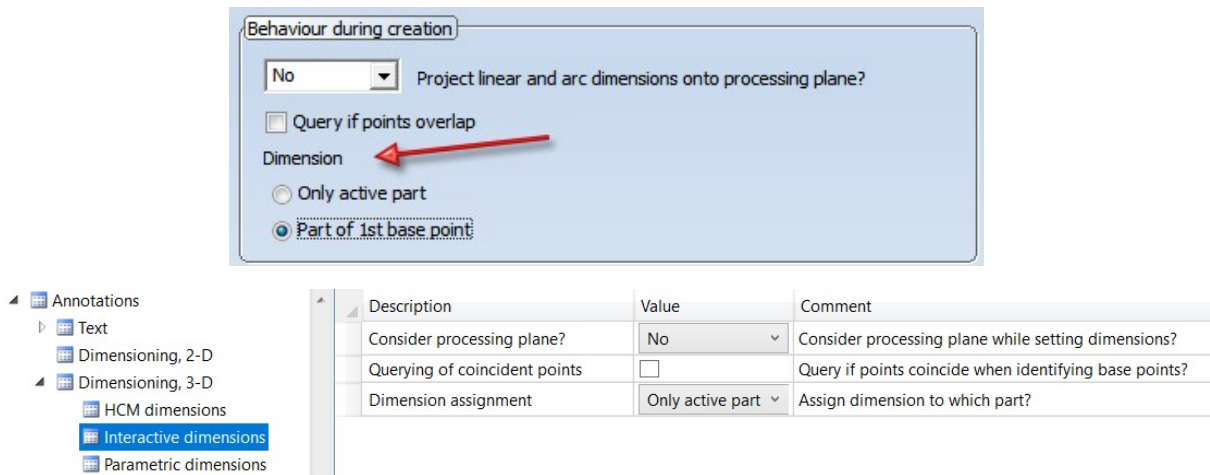 Behaviour during creation
No Project linear and arc dimensions onto processing plane?
Query if points overlap
Dimension
Only active part
Part of 1st base point
Annotations
Text
Dimensioning, 2-D
Dimensioning, 3-D
HCM dimensions
Interactive dimensions
Parametric dimensions
Description Value Comment
Consider processing plane? No Consider processing plane while setting dimensions?
Querying of coincident points Query if points coincide when identifying base points?
Dimension assignment Only active part Assign dimension to which part?